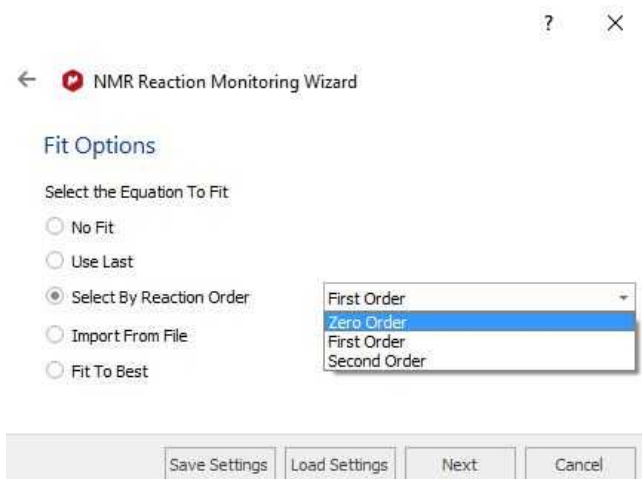 ?
NMR Reaction Monitoring Wizard
Fit Options
Select the Equation To Fit
No Fit
Use Last
Select By Reaction Order
First Order
Zero Order
First Order
Second Order
Import From File
Fit To Best
Save Settings
Load Settings
Next
Cancel